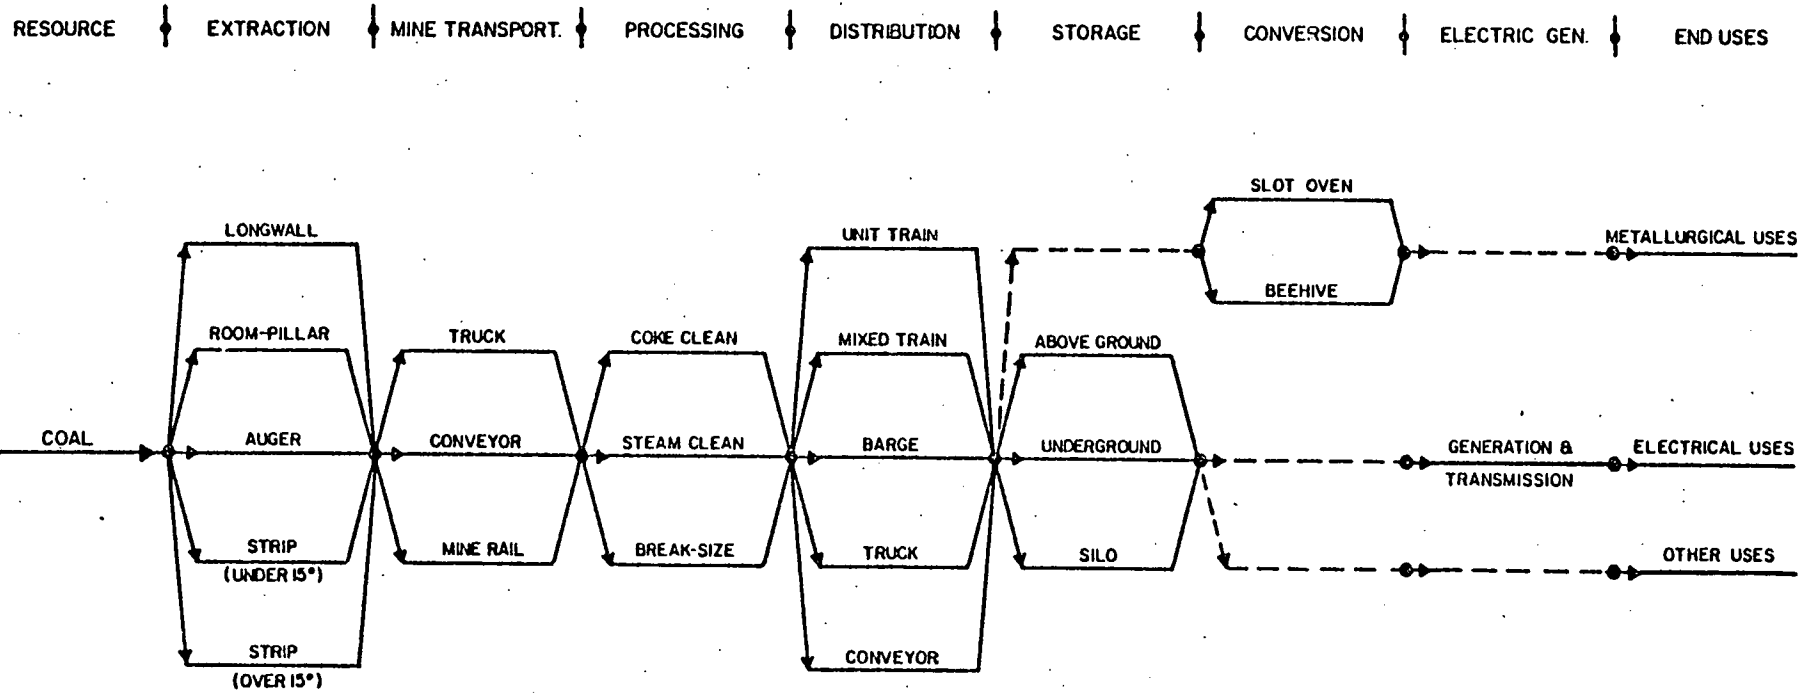 RESOURCE
EXTRACTION
MINE TRANSPORT.
PROCESSING
DISTRIBUTION
STORAGE
CONVERSION
ELECTRIC GEN.
END USES
COAL
LONGWALL
ROOM-PILLAR
AUGER
STRIP
(UNDER 15°)
STRIP
(OVER 15°)
TRUCK
CONVEYOR
MINE RAIL
COKE CLEAN
STEAM CLEAN
BREAK-SIZE
UNIT TRAIN
MIXED TRAIN
BARGE
TRUCK
CONVEYOR
ABOVE GROUND
UNDERGROUND
SILO
SLOT OVEN
BEEHIVE
GENERATION &
TRANSMISSION
METALLURGICAL USES
ELECTRICAL USES
OTHER USES